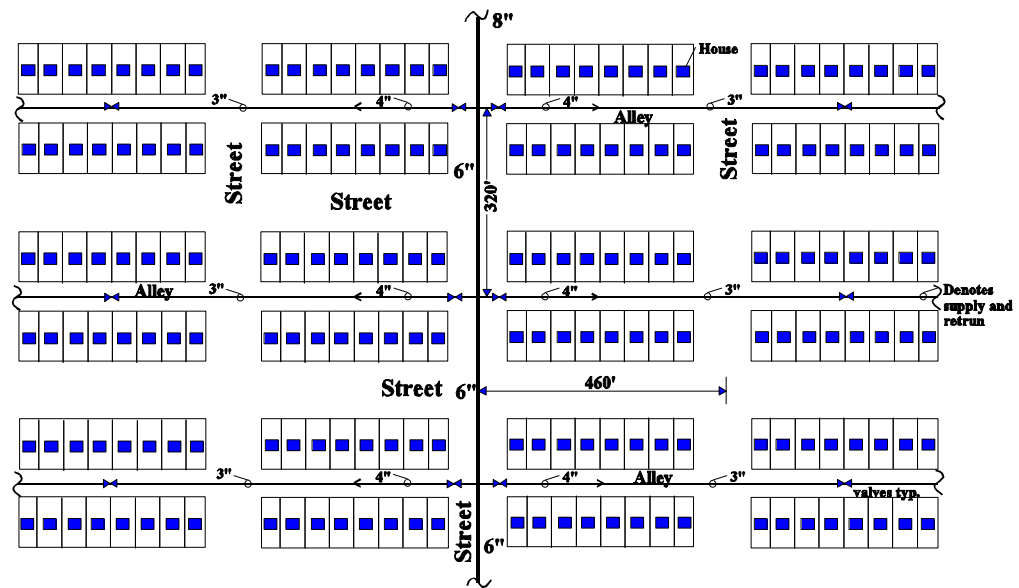 8"
House
3"
4"
4"
3"
Alley
Street
Street
6"
320'
Street
Alley
3"
4"
4"
3"
Denotes
supply and
retrun
Street
6"
460'
3"
4"
4"
Alley
3"
valves typ.
Street
6"